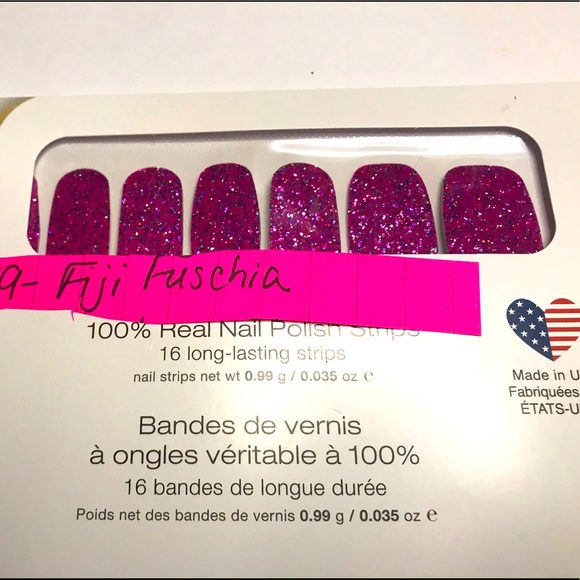 9- Fiji Fuschia
100% Real Nail Polish Strips
16 long-lasting strips
nail strips net wt 0.99 g / 0.035 oz ℮
Made in U
Fabriquées
ÉTATS-U
Bandes de vernis
à ongles véritable à 100%
16 bandes de longue durée
Poids net des bandes de vernis 0.99 g / 0.035 oz ℮